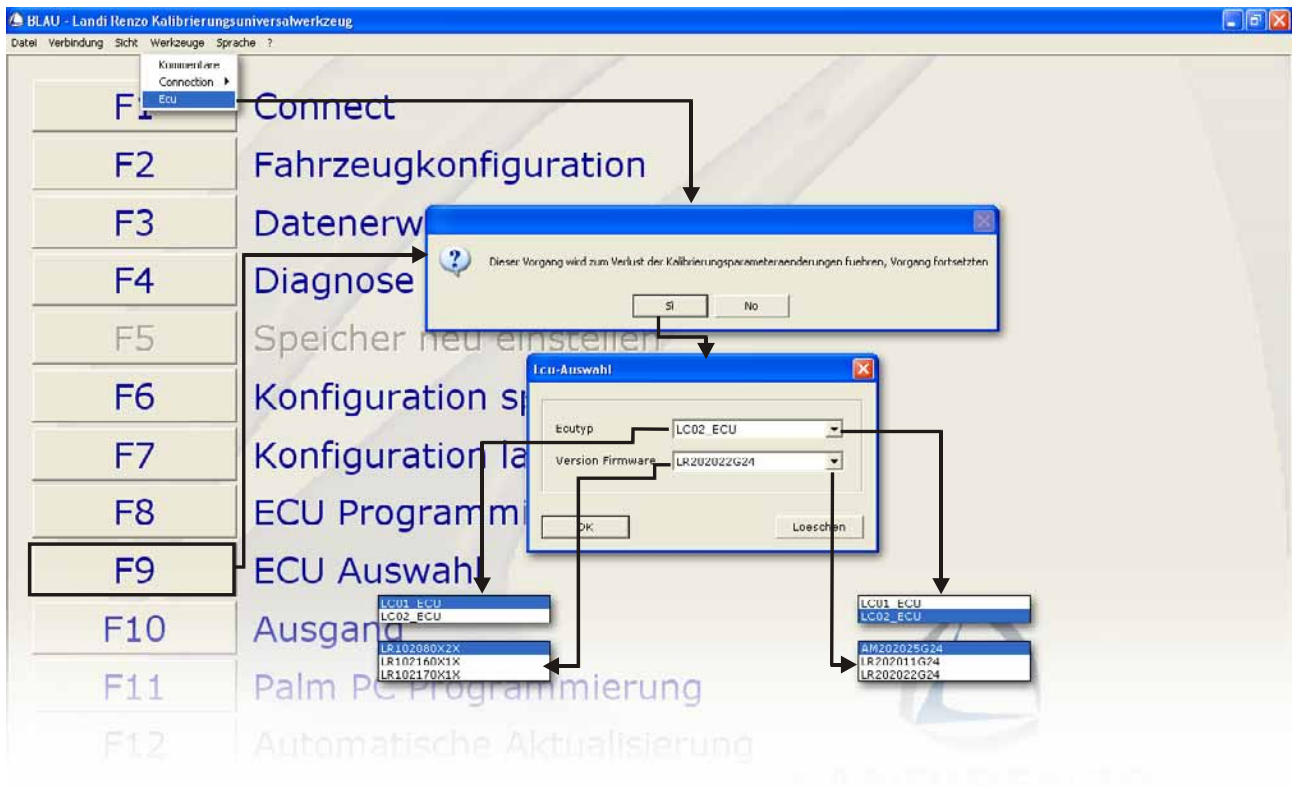 BLAU - Landi Renzo Kalibrierungsuniversalwerkzeug
Datei Verbindung Sicht Werkzeuge Sprache ?
Kommentare
Connection
Ecu
F1 Connect
F2 Fahrzeugkonfiguration
F3 Datenerw
Dieser Vorgang wird zum Verlust der Kalibrierungsparameteraenderungen fuehren, Vorgang fortsetzten
Sì No
F4 Diagnose
F5 Speicher neu einstellen
Ecu-Auswahl
F6 Konfiguration sp
Ecutyp LC02_ECU
F7 Konfiguration la
Version Firmware LR202022G24
F8 ECU Programmi
OK Loeschen
F9 ECU Auswahl
LC01_ECU
LC02_ECU
LC01_ECU
LC02_ECU
F10 Ausgang
LR102080X2X
LR102160X1X
LR102170X1X
AM202025G24
LR202011G24
LR202022G24
F11 Palm PC Programmierung
F12 Automatische Aktualisierung